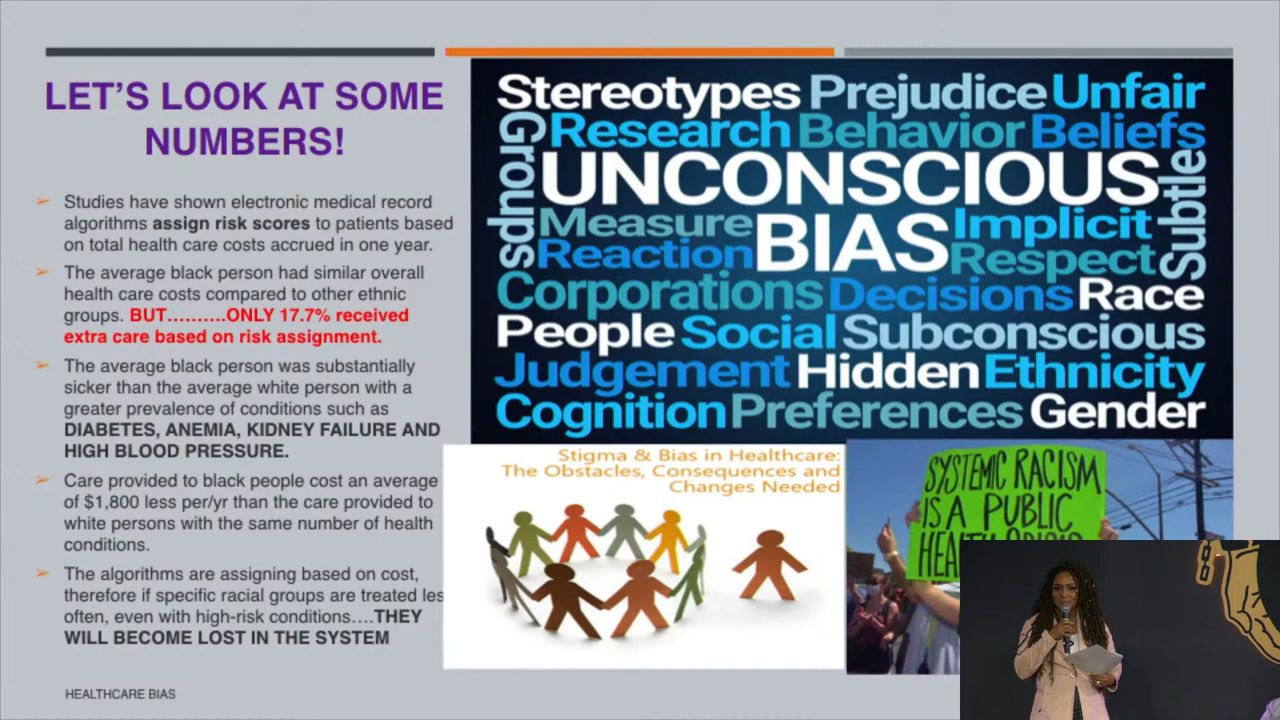 LET'S LOOK AT SOME
NUMBERS!
Studies have shown electronic medical record
algorithms assign risk scores to patients based
on total health care costs accrued in one year.
The average black person had similar overall
health care costs compared to other ethnic
groups. BUT..........ONLY 17.7% received
extra care based on risk assignment.
The average black person was substantially
sicker than the average white person with a
greater prevalence of conditions such as
DIABETES, ANEMIA, KIDNEY FAILURE AND
HIGH BLOOD PRESSURE.
Care provided to black people cost an average
of $1,800 less per/yr than the care provided to
white persons with the same number of health
conditions.
The algorithms are assigning based on cost,
therefore if specific racial groups are treated les
often, even with high-risk conditions....THEY
WILL BECOME LOST IN THE SYSTEM
HEALTHCARE BIAS
Stereotypes Prejudice Unfair
Groups
Research Behavior Beliefs
UNCONSCIOUS
Subtle
Measure BIAS Implicit
Reaction Respect
Corporations Decisions Race
People Social Subconscious
Judgement Hidden Ethnicity
Cognition Preferences Gender
Stigma & Bias in Healthcare:
The Obstacles, Consequences and
Changes Needed
SYSTEMIC RACISM
IS A PUBLIC